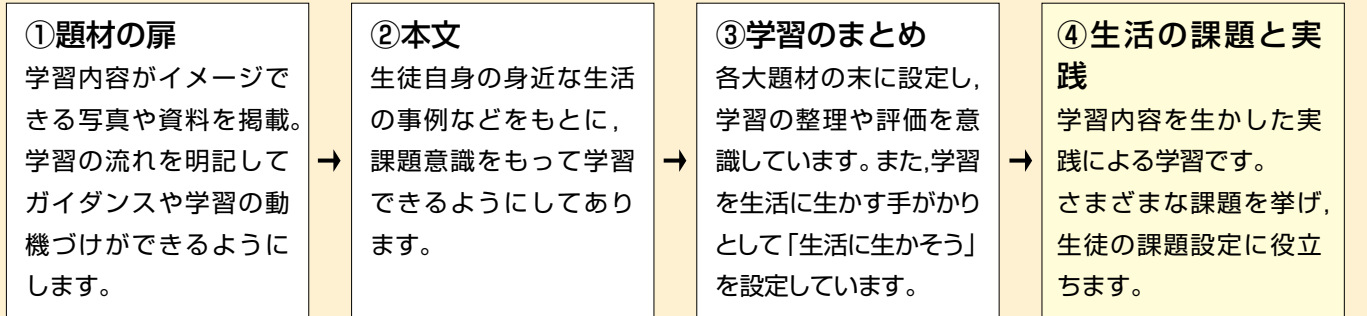 ①題材の扉
学習内容がイメージで
きる写真や資料を掲載。
学習の流れを明記して
ガイダンスや学習の動
機づけができるように
します。
→
②本文
生徒自身の身近な生活
の事例などをもとに，
課題意識をもって学習
できるようにしてあり
ます。
→
③学習のまとめ
各大題材の末に設定し，
学習の整理や評価を意
識しています。また，学習
を生活に生かす手がかり
として「生活に生かそう」
を設定しています。
→
④生活の課題と実
践
学習内容を生かした実
践による学習です。
さまざまな課題を挙げ，
生徒の課題設定に役立
ちます。